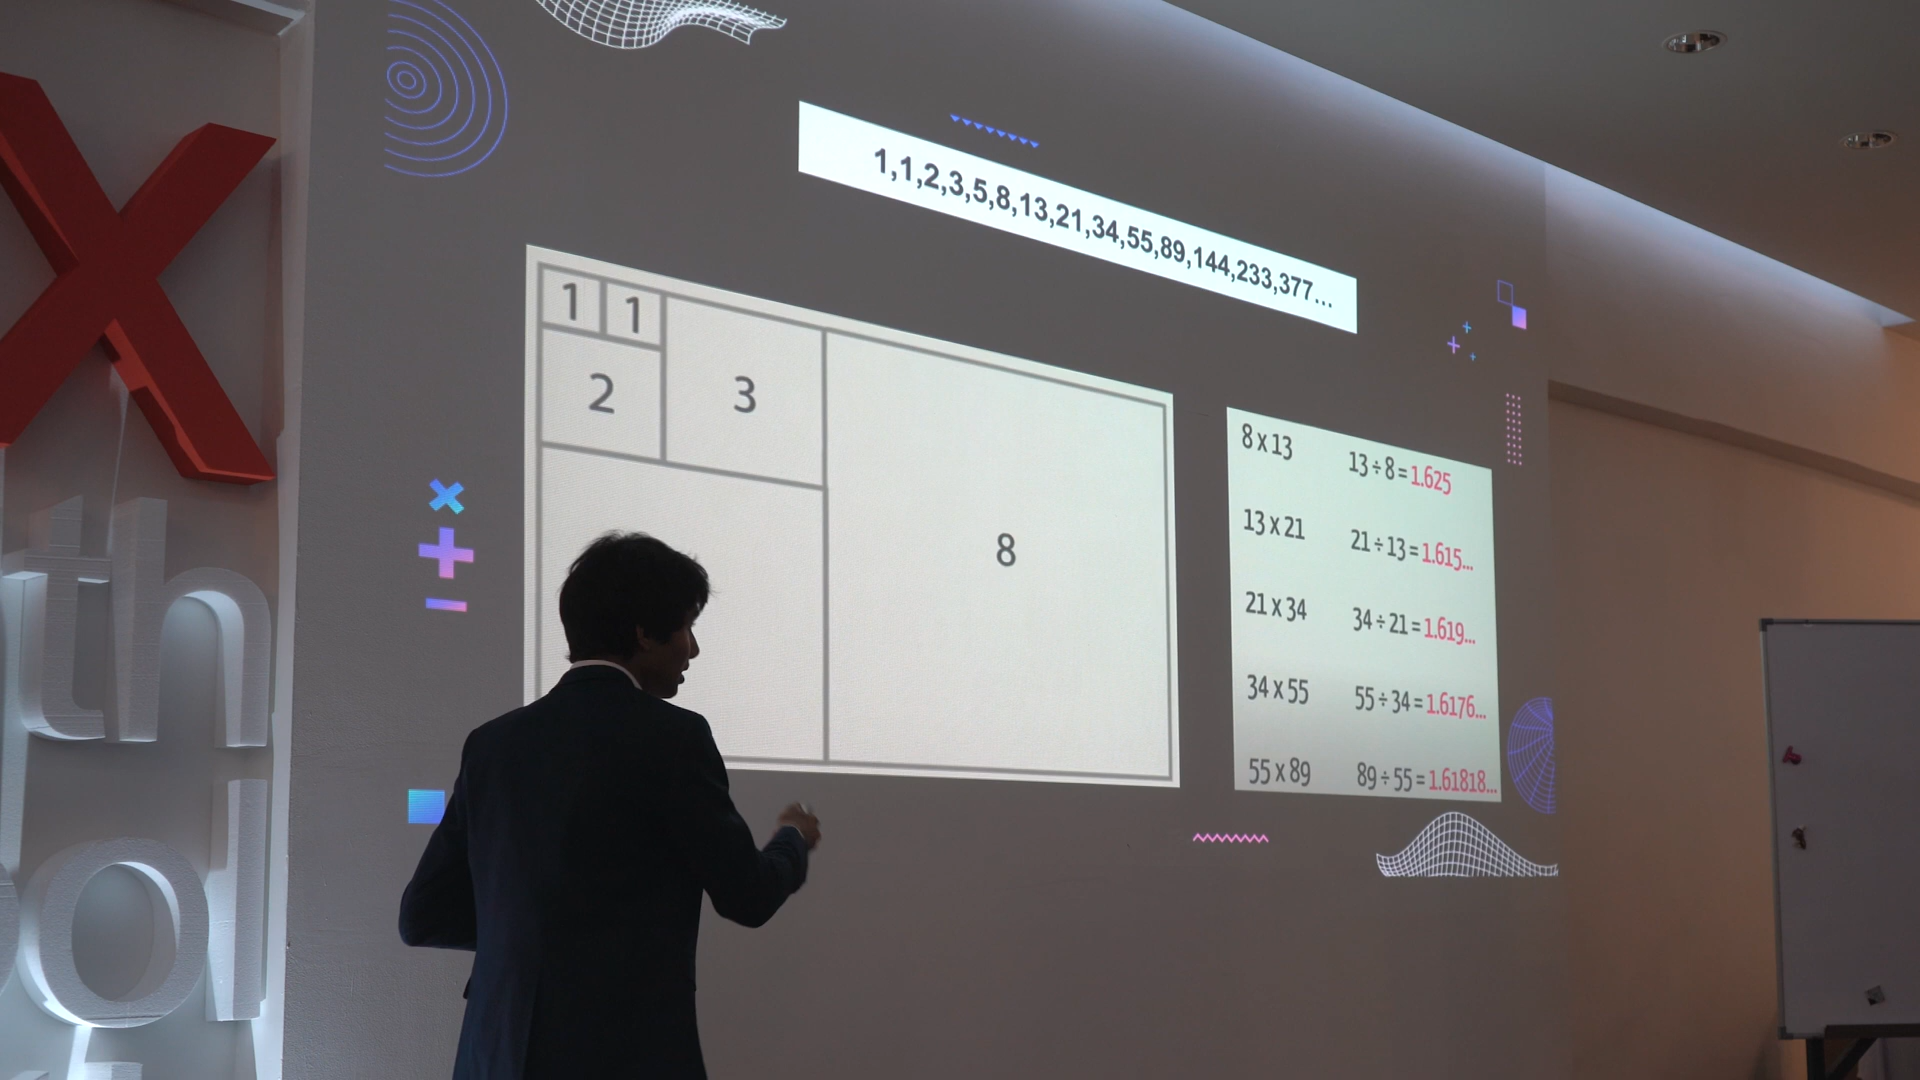 X
th
ol
1,1,2,3,5,8,13,21,34,55,89,144,233,377...
1
1
2
3
8
8 x 13 13 ÷ 8 = 1.625
13 x 21 21 ÷ 13 = 1.615...
21 x 34 34 ÷ 21 = 1.619...
34 x 55 55 ÷ 34 = 1.6176...
55 x 89 89 ÷ 55 = 1.61818...